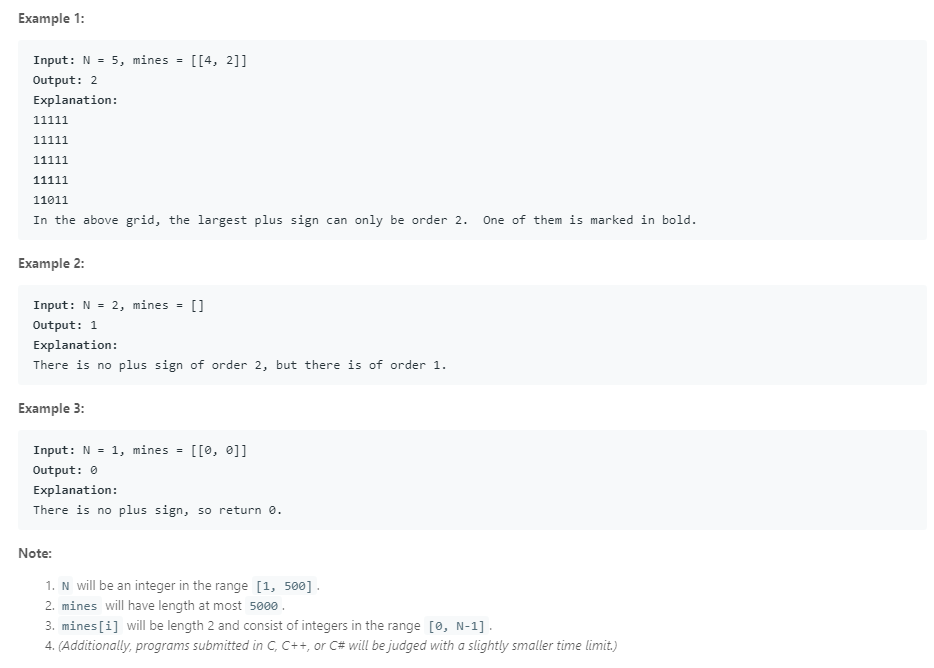 Example 1:
Input: N = 5, mines = [[4, 2]]
Output: 2
Explanation:
11111
11111
11111
11111
11011
In the above grid, the largest plus sign can only be order 2.  One of them is marked in bold.
Example 2:
Input: N = 2, mines = []
Output: 1
Explanation:
There is no plus sign of order 2, but there is of order 1.
Example 3:
Input: N = 1, mines = [[0, 0]]
Output: 0
Explanation:
There is no plus sign, so return 0.
Note:
1. N will be an integer in the range [1, 500] .
2. mines will have length at most 5000 .
3. mines[i] will be length 2 and consist of integers in the range [0, N-1] .
4. (Additionally, programs submitted in C, C++, or C# will be judged with a slightly smaller time limit.)